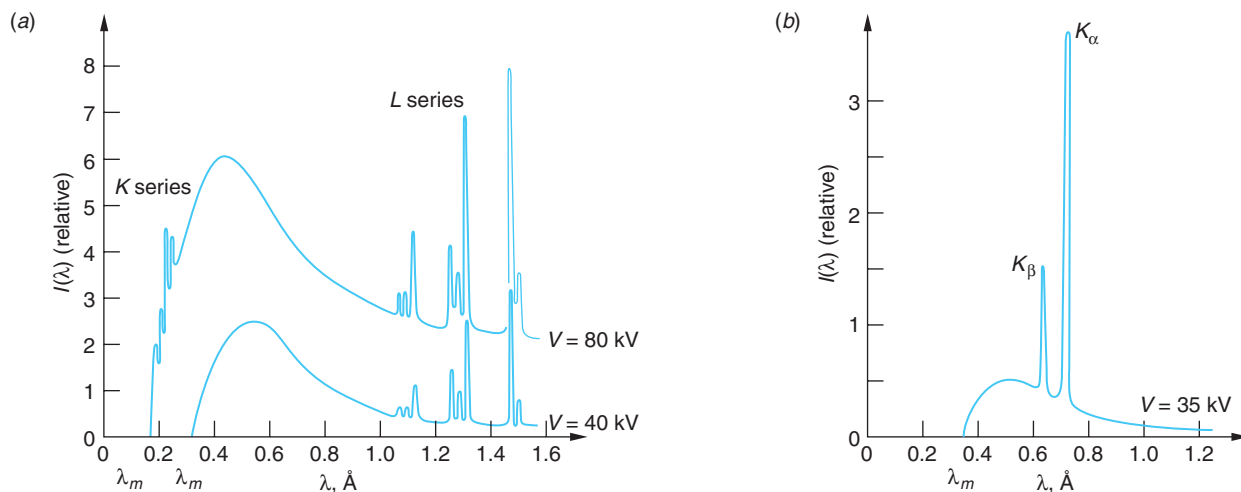 (a)
I(λ) (relative)
8
7
6
5
4
3
2
1
0
K series
L series
V = 80 kV
V = 40 kV
0 0.2 0.4 0.6 0.8 1.0 1.2 1.4 1.6
λm λm λ, Å
(b)
I(λ) (relative)
3
2
1
0
Kα
Kβ
V = 35 kV
0 0.2 0.4 0.6 0.8 1.0 1.2
λm λ, Å